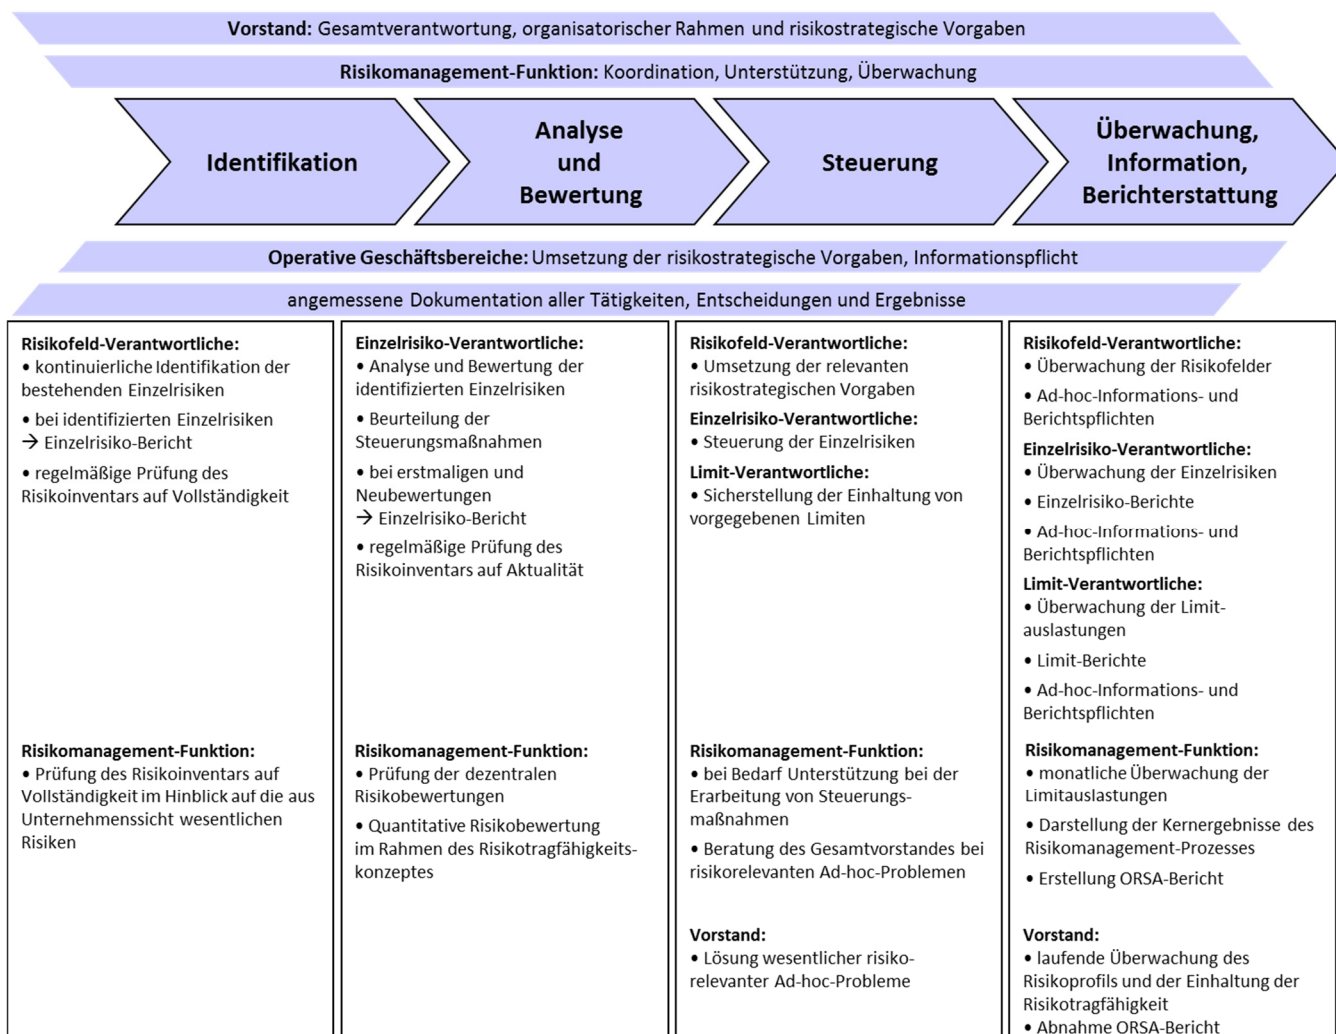 Vorstand: Gesamtverantwortung, organisatorischer Rahmen und risikostrategische Vorgaben
Risikomanagement-Funktion: Koordination, Unterstützung, Überwachung
Identifikation
Analyse
und
Bewertung
Steuerung
Überwachung,
Information,
Berichterstattung
Operative Geschäftsbereiche: Umsetzung der risikostrategische Vorgaben, Informationspflicht
angemessene Dokumentation aller Tätigkeiten, Entscheidungen und Ergebnisse
Risikofeld-Verantwortliche:
• kontinuierliche Identifikation der
bestehenden Einzelrisiken
• bei identifizierten Einzelrisiken
→ Einzelrisiko-Bericht
• regelmäßige Prüfung des
Risikoinventars auf Vollständigkeit
Risikomanagement-Funktion:
• Prüfung des Risikoinventars auf
Vollständigkeit im Hinblick auf die aus
Unternehmenssicht wesentlichen
Risiken
Einzelrisiko-Verantwortliche:
• Analyse und Bewertung der
identifizierten Einzelrisiken
• Beurteilung der
Steuerungsmaßnahmen
• bei erstmaligen und
Neubewertungen
→ Einzelrisiko-Bericht
• regelmäßige Prüfung des
Risikoinventars auf Aktualität
Risikomanagement-Funktion:
• Prüfung der dezentralen
Risikobewertungen
• Quantitative Risikobewertung
im Rahmen des Risikotragfähigkeits-
konzeptes
Risikofeld-Verantwortliche:
• Umsetzung der relevanten
risikostrategischen Vorgaben
Einzelrisiko-Verantwortliche:
• Steuerung der Einzelrisiken
Limit-Verantwortliche:
• Sicherstellung der Einhaltung von
vorgegebenen Limiten
Risikomanagement-Funktion:
• bei Bedarf Unterstützung bei der
Erarbeitung von Steuerungs-
maßnahmen
• Beratung des Gesamtvorstandes bei
risikorelevanten Ad-hoc-Problemen
Vorstand:
• Lösung wesentlicher risiko-
relevanter Ad-hoc-Probleme
Risikofeld-Verantwortliche:
• Überwachung der Risikofelder
• Ad-hoc-Informations- und
Berichtspflichten
Einzelrisiko-Verantwortliche:
• Überwachung der Einzelrisiken
• Einzelrisiko-Berichte
• Ad-hoc-Informations- und
Berichtspflichten
Limit-Verantwortliche:
• Überwachung der Limit-
auslastungen
• Limit-Berichte
• Ad-hoc-Informations- und
Berichtspflichten
Risikomanagement-Funktion:
• monatliche Überwachung der
Limitauslastungen
• Darstellung der Kernergebnisse des
Risikomanagement-Prozesses
• Erstellung ORSA-Bericht
Vorstand:
• laufende Überwachung des
Risikoprofils und der Einhaltung der
Risikotragfähigkeit
• Abnahme ORSA-Bericht